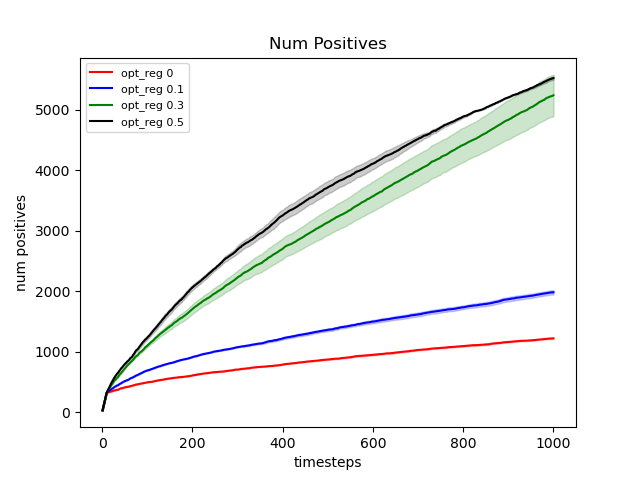 Num Positives
opt_reg 0
opt_reg 0.1
opt_reg 0.3
opt_reg 0.5
num positives
5000
4000
3000
2000
1000
0
0 200 400 600 800 1000
timesteps